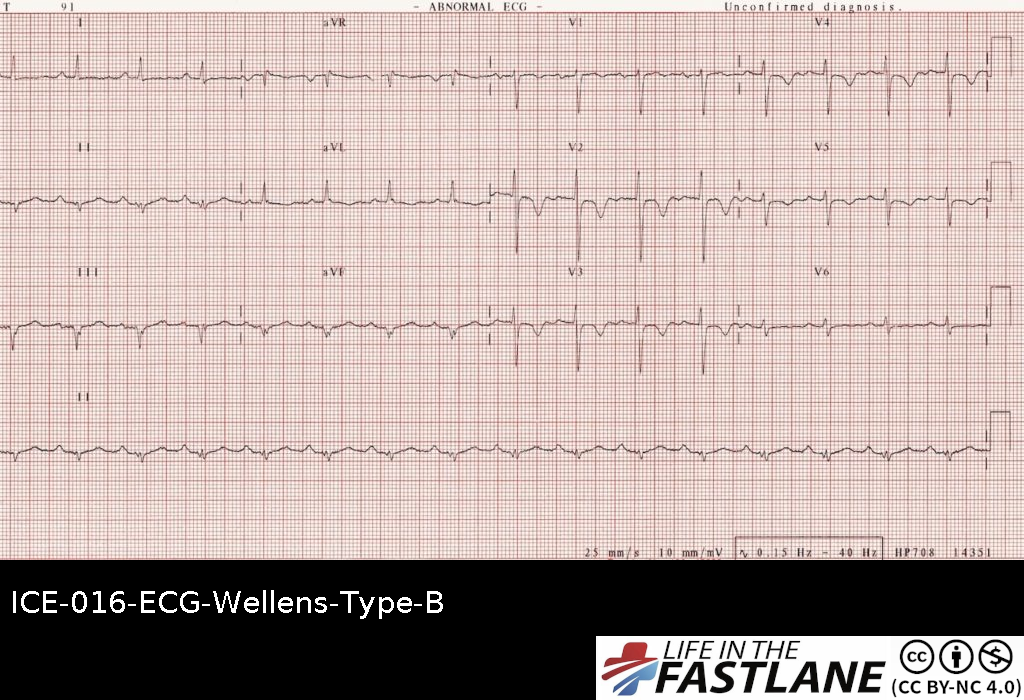 T 91 - ABNORMAL ECG - Unconfirmed diagnosis.
I aVR V1 V4
II aVL V2 V5
III aVF V3 V6
II
25 mm/s 10 mm/mV ∿ 0.15 Hz - 40 Hz HP708 14351
ICE-016-ECG-Wellens-Type-B
LIFE IN THE
FASTLANE
cc
(CC BY-NC 4.0)